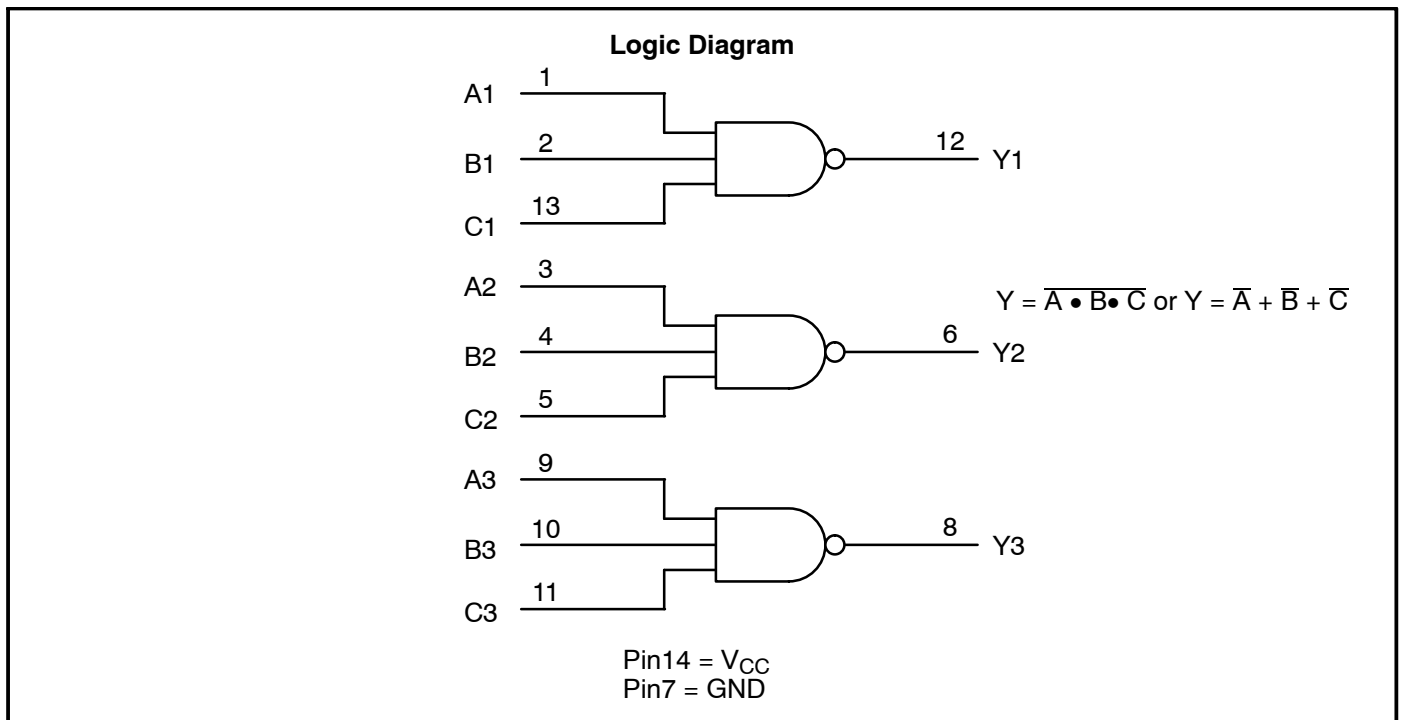 Logic Diagram
A1 1
B1 2 12 Y1
C1 13
A2 3
Y = A̅ ̅•̅ ̅B̅•̅ ̅C̅ or Y = A̅ + B̅ + C̅
B2 4 6 Y2
C2 5
A3 9
B3 10 8 Y3
C3 11
Pin14 = VCC
Pin7 = GND